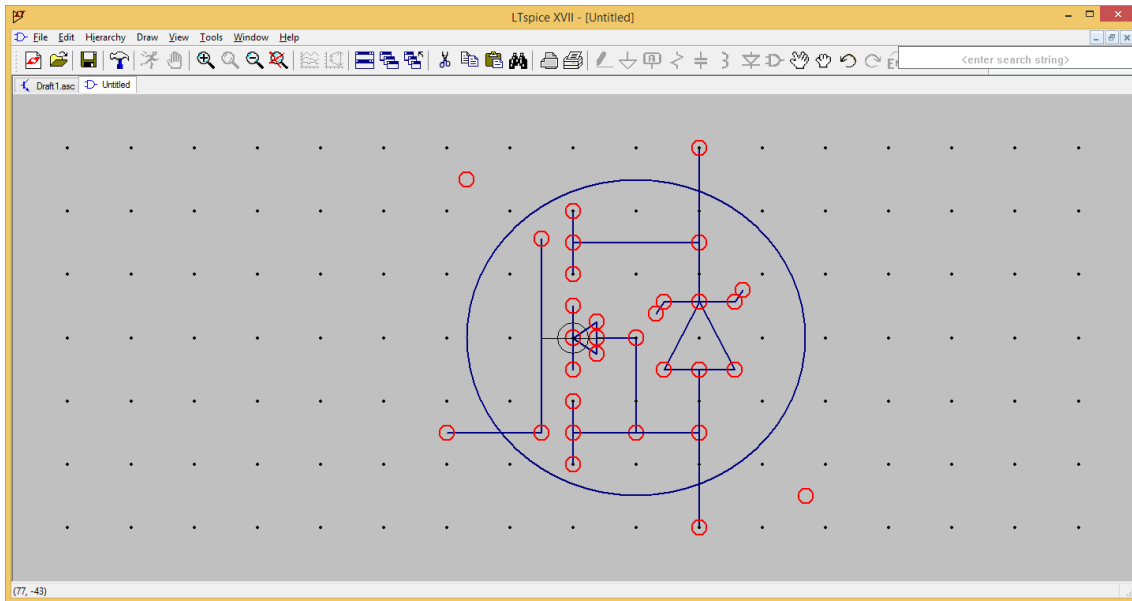 LTspice XVII - [Untitled]
File Edit Hierarchy Draw View Tools Window Help
<enter search string>
Draft1.asc Untitled
(77, -43)